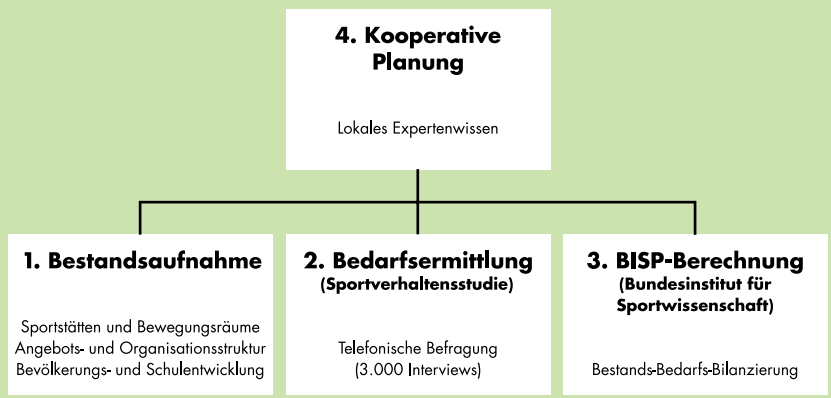 4. Kooperative
Planung
Lokales Expertenwissen
1. Bestandsaufnahme
Sportstätten und Bewegungsräume
Angebots- und Organisationsstruktur
Bevölkerungs- und Schulentwicklung
2. Bedarfsermittlung
(Sportverhaltensstudie)
Telefonische Befragung
(3.000 Interviews)
3. BISP-Berechnung
(Bundesinstitut für
Sportwissenschaft)
Bestands-Bedarfs-Bilanzierung